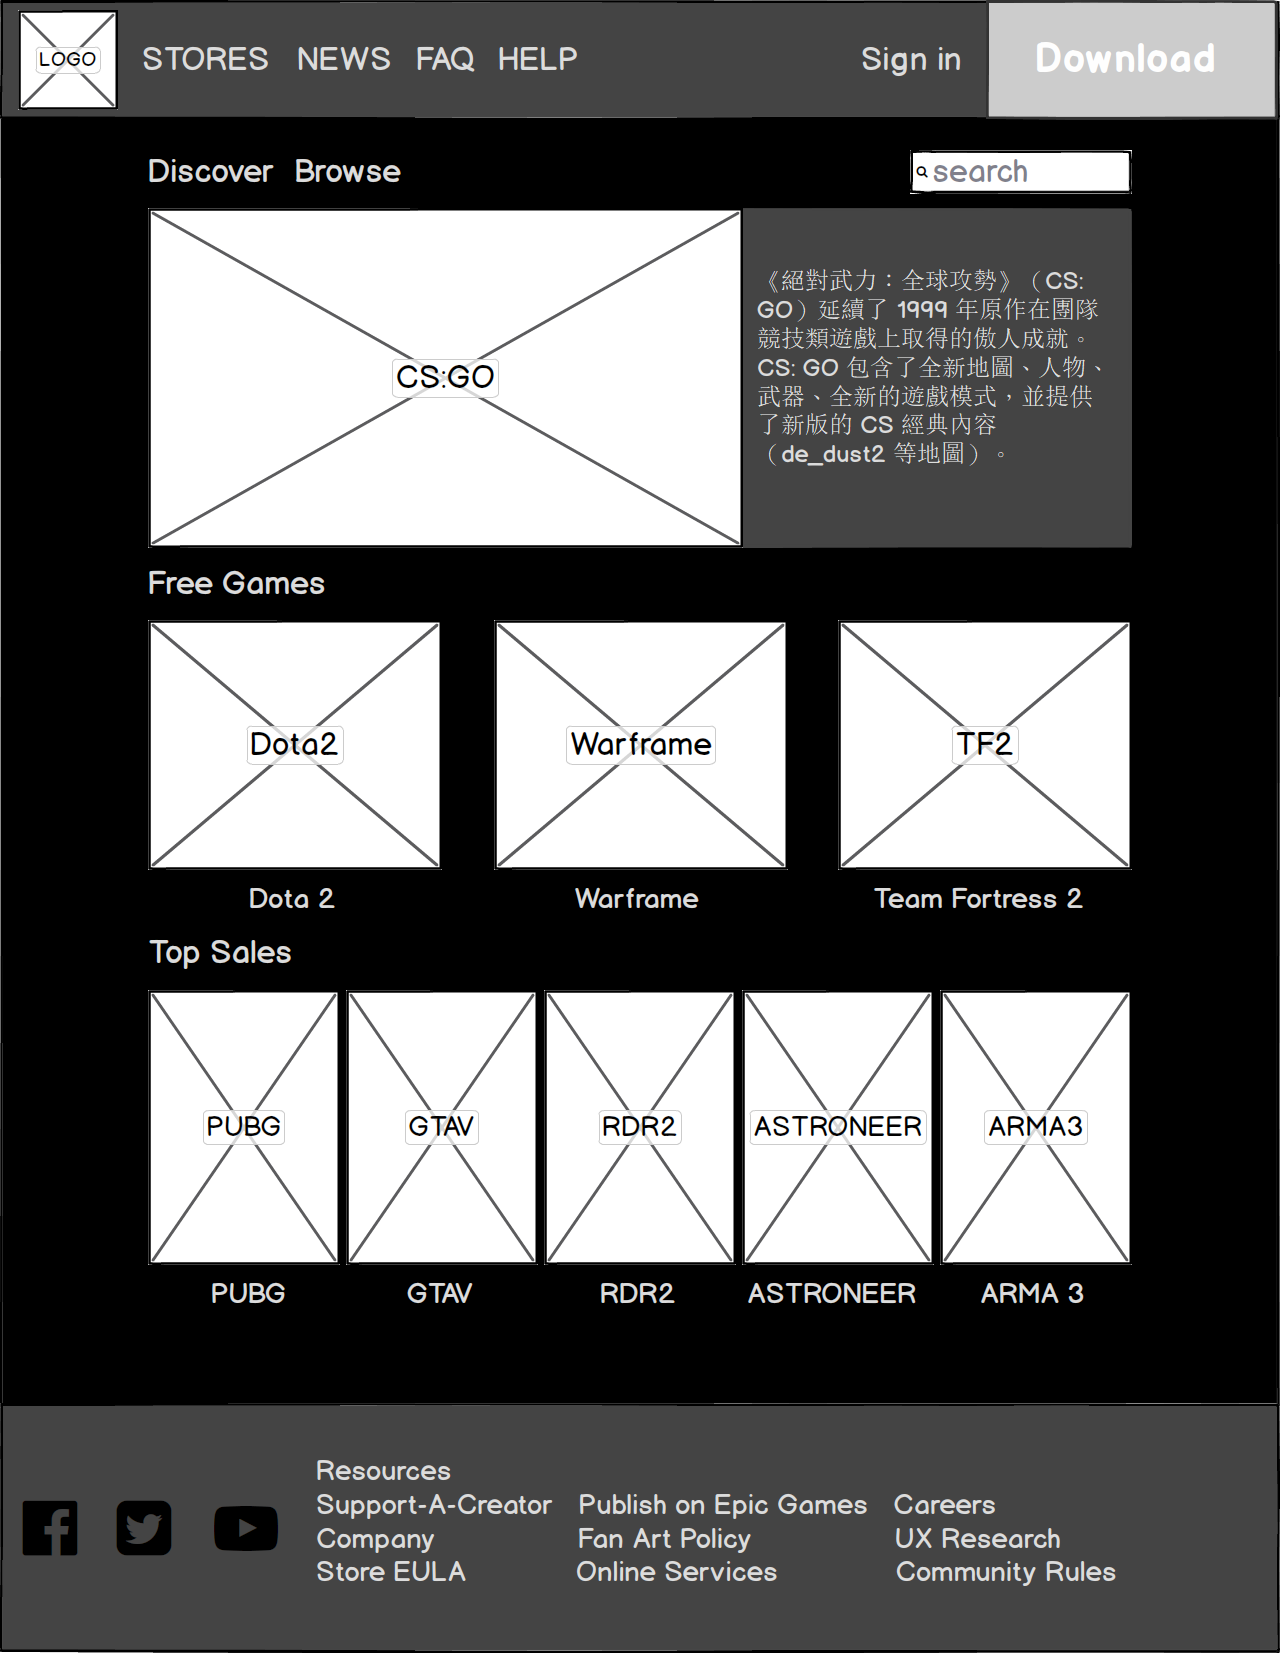 LOGO
STORES NEWS FAQ HELP
Sign in
Download
Discover Browse
search
CS:GO
《絕對武力：全球攻勢》（CS:
GO）延續了 1999 年原作在團隊
競技類遊戲上取得的傲人成就。
CS: GO 包含了全新地圖、人物、
武器、全新的遊戲模式，並提供
了新版的 CS 經典內容
（de_dust2 等地圖）。
Free Games
Dota2
Warframe
TF2
Dota 2
Warframe
Team Fortress 2
Top Sales
PUBG
GTAV
RDR2
ASTRONEER
ARMA3
PUBG
GTAV
RDR2
ASTRONEER
ARMA 3
Resources
Support-A-Creator Publish on Epic Games Careers
Company Fan Art Policy UX Research
Store EULA Online Services Community Rules